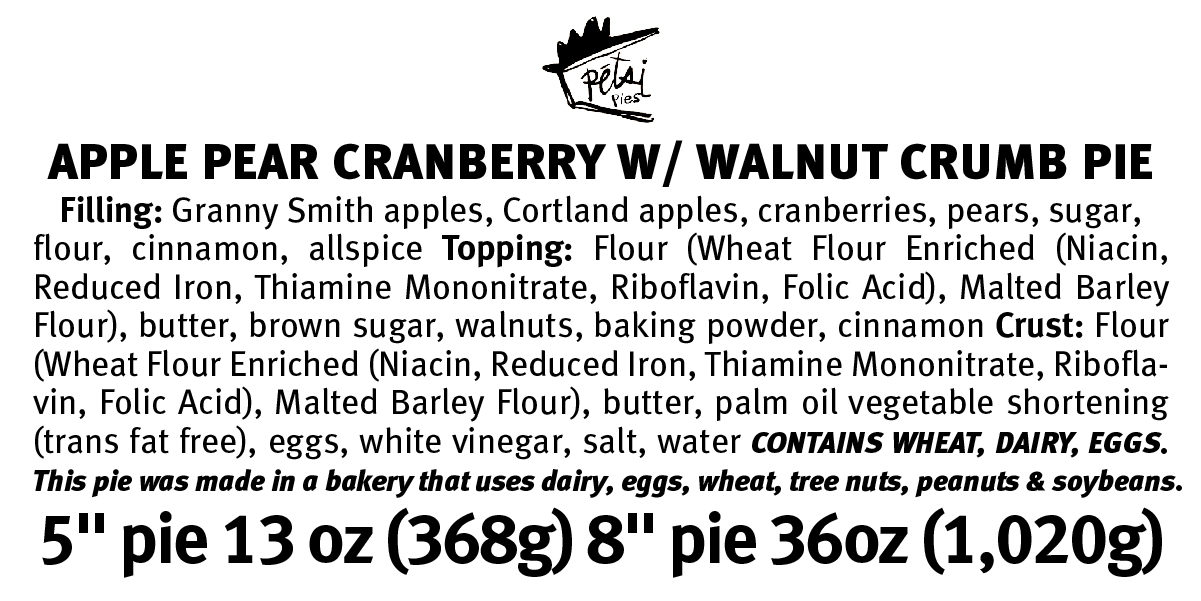 pétsi
pies
APPLE PEAR CRANBERRY W/ WALNUT CRUMB PIE
Filling: Granny Smith apples, Cortland apples, cranberries, pears, sugar,
flour, cinnamon, allspice Topping: Flour (Wheat Flour Enriched (Niacin,
Reduced Iron, Thiamine Mononitrate, Riboflavin, Folic Acid), Malted Barley
Flour), butter, brown sugar, walnuts, baking powder, cinnamon Crust: Flour
(Wheat Flour Enriched (Niacin, Reduced Iron, Thiamine Mononitrate, Ribofla-
vin, Folic Acid), Malted Barley Flour), butter, palm oil vegetable shortening
(trans fat free), eggs, white vinegar, salt, water CONTAINS WHEAT, DAIRY, EGGS.
This pie was made in a bakery that uses dairy, eggs, wheat, tree nuts, peanuts & soybeans.
5" pie 13 oz (368g) 8" pie 36oz (1,020g)